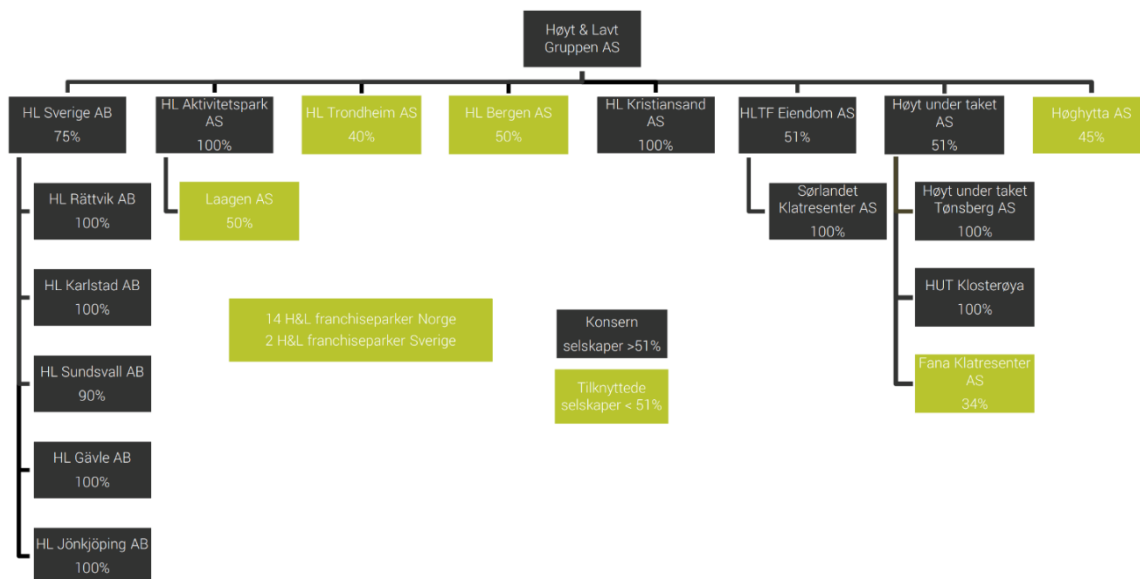 Høyt & Lavt
Gruppen AS
HL Sverige AB
75%
HL Aktivitetspark
AS
100%
HL Trondheim AS
40%
HL Bergen AS
50%
HL Kristiansand
AS
100%
HLTF Eiendom AS
51%
Høyt under taket
AS
51%
Høghytta AS
45%
HL Rättvik AB
100%
Laagen AS
50%
Sørlandet
Klatresenter AS
100%
Høyt under taket
Tønsberg AS
100%
HL Karlstad AB
100%
14 H&L franchiseparker Norge
2 H&L franchiseparker Sverige
Konsern
selskaper >51%
HUT Klosterøya
100%
HL Sundsvall AB
90%
Tilknyttede
selskaper < 51%
Fana Klatresenter
AS
34%
HL Gävle AB
100%
HL Jönkjöping AB
100%